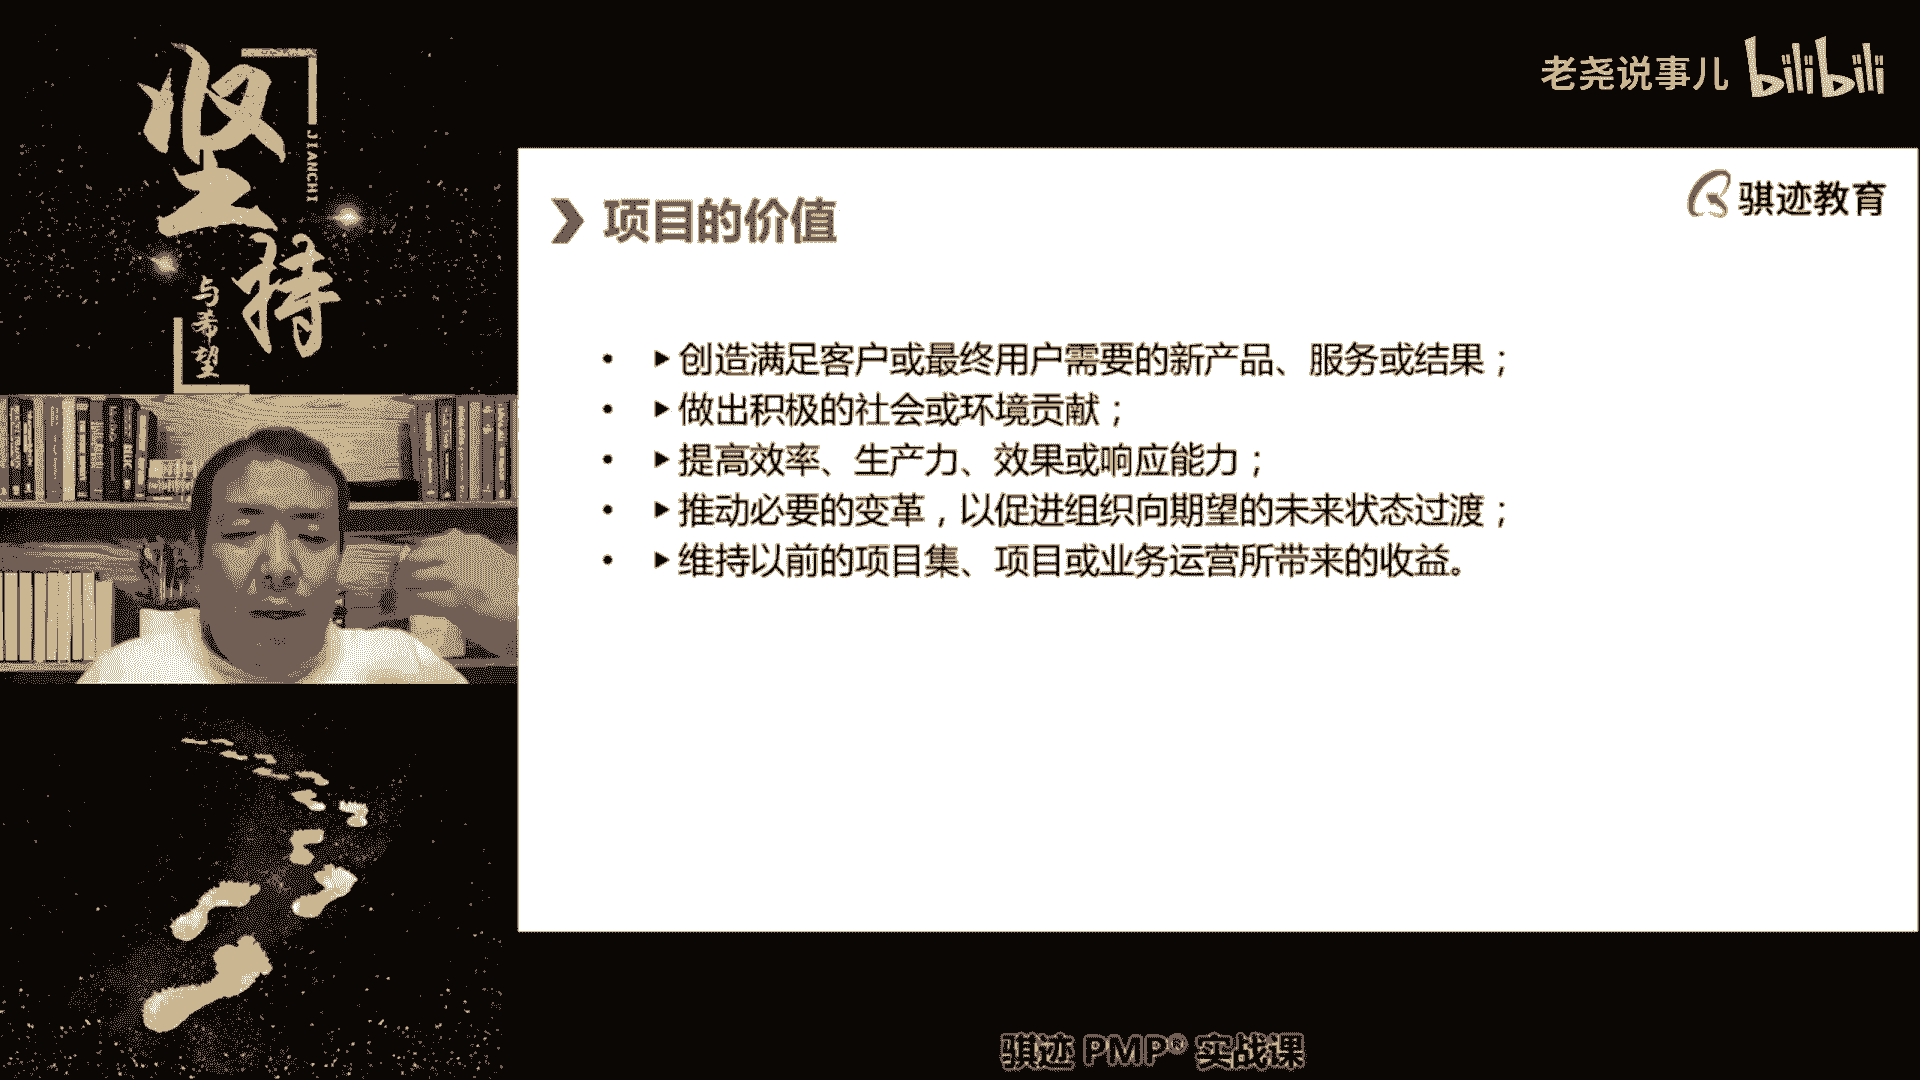 坚持
JIANCHI
与希望
老尧说事儿 bilibili
骐迹教育
项目的价值
• ▶创造满足客户或最终用户需要的新产品、服务或结果；
• ▶做出积极的社会或环境贡献；
• ▶提高效率、生产力、效果或响应能力；
• ▶推动必要的变革，以促进组织向期望的未来状态过渡；
• ▶维持以前的项目集、项目或业务运营所带来的收益。
骐迹 PMP® 实战课